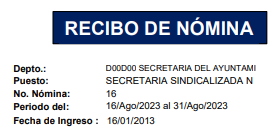 RECIBO DE NÓMINA
Depto.: D00D00 SECRETARIA DEL AYUNTAMI
Puesto: SECRETARIA SINDICALIZADA N
No. Nómina: 16
Periodo del: 16/Ago/2023 al 31/Ago/2023
Fecha de Ingreso : 16/01/2013